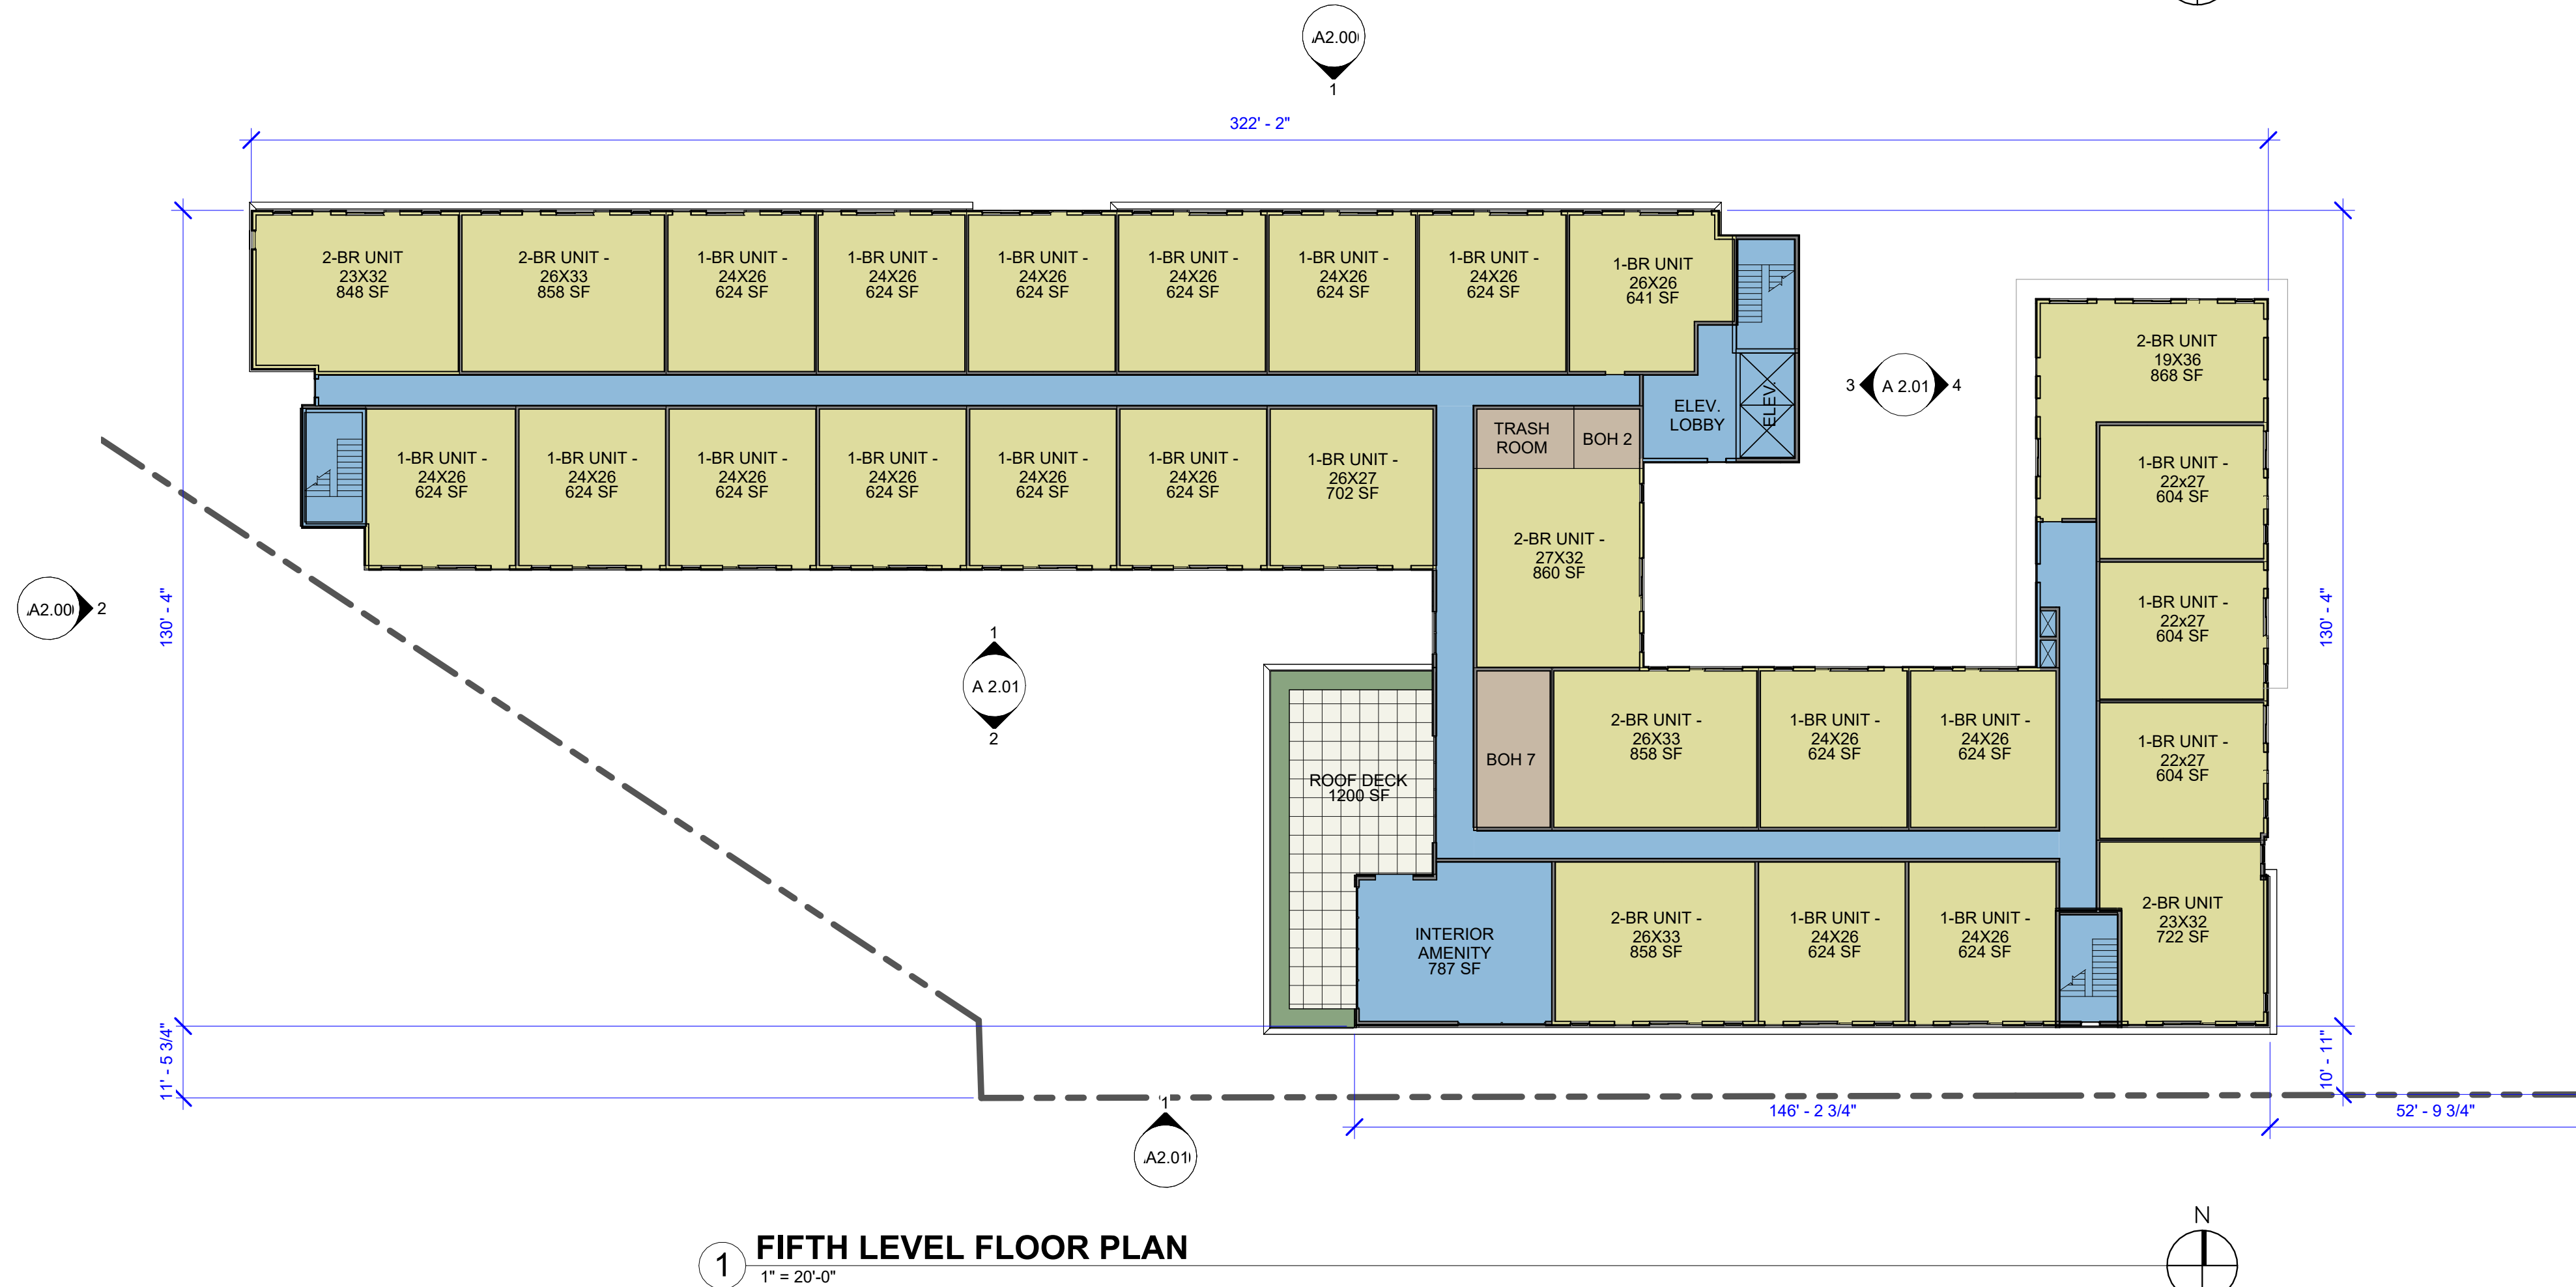 A2.00
1
322' - 2"
2-BR UNIT
23X32
848 SF
2-BR UNIT -
26X33
858 SF
1-BR UNIT -
24X26
624 SF
1-BR UNIT -
24X26
624 SF
1-BR UNIT -
24X26
624 SF
1-BR UNIT -
24X26
624 SF
1-BR UNIT -
24X26
624 SF
1-BR UNIT -
24X26
624 SF
1-BR UNIT
26X26
641 SF
2-BR UNIT
19X36
868 SF
3
A 2.01
4
ELEV.
LOBBY
ELEV.
TRASH
ROOM
BOH 2
1-BR UNIT -
24X26
624 SF
1-BR UNIT -
24X26
624 SF
1-BR UNIT -
24X26
624 SF
1-BR UNIT -
24X26
624 SF
1-BR UNIT -
24X26
624 SF
1-BR UNIT -
24X26
624 SF
1-BR UNIT -
26X27
702 SF
1-BR UNIT -
22x27
604 SF
2-BR UNIT -
27X32
860 SF
A2.00
2
130' - 4"
130' - 4"
1-BR UNIT -
22x27
604 SF
1
A 2.01
2
BOH 7
2-BR UNIT -
26X33
858 SF
1-BR UNIT -
24X26
624 SF
1-BR UNIT -
24X26
624 SF
1-BR UNIT -
22x27
604 SF
ROOF DECK
1200 SF
INTERIOR
AMENITY
787 SF
2-BR UNIT -
26X33
858 SF
1-BR UNIT -
24X26
624 SF
1-BR UNIT -
24X26
624 SF
2-BR UNIT
23X32
722 SF
11' - 5 3/4"
10' - 11"
1
A2.01
146' - 2 3/4"
52' - 9 3/4"
N
1
FIFTH LEVEL FLOOR PLAN
1" = 20'-0"